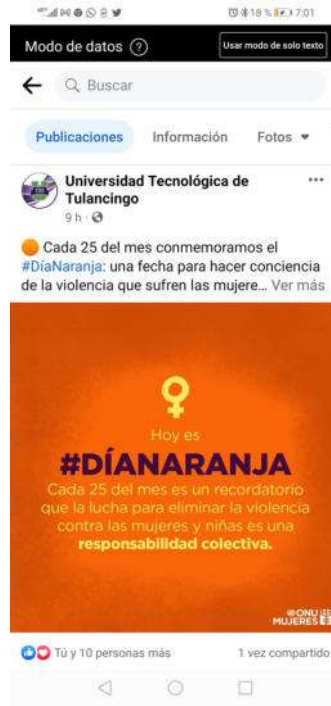 18 % 7:01
Modo de datos ? Usar modo de solo texto
Buscar
Publicaciones Información Fotos
Universidad Tecnológica de
Tulancingo
9 h ·
Cada 25 del mes conmemoramos el
#DíaNaranja: una fecha para hacer conciencia
de la violencia que sufren las mujere... Ver más
Hoy es
#DÍANARANJA
Cada 25 del mes es un recordatorio
que la lucha para eliminar la violencia
contra las mujeres y niñas es una
responsabilidad colectiva.
@ONU
MUJERES
Tú y 10 personas más 1 vez compartido